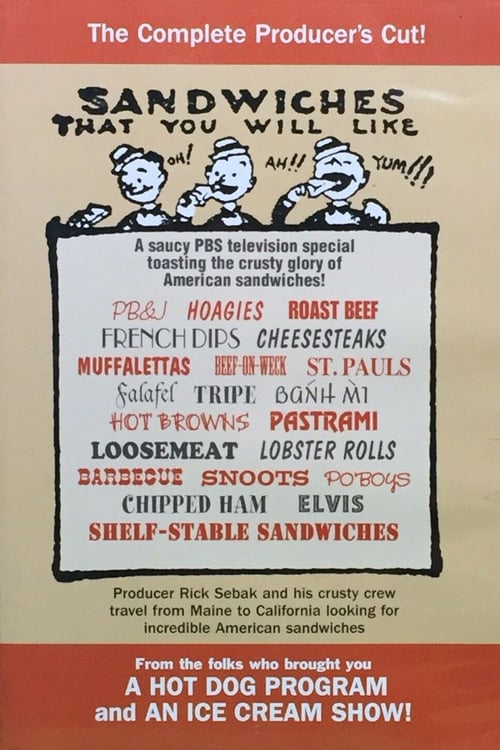 The Complete Producer's Cut!
SANDWICHES
THAT YOU WILL LIKE
OH!
AH!!
YUM!!!
A saucy PBS television special
toasting the crusty glory of
American sandwiches!
PB&J HOAGIES ROAST BEEF
FRENCH DIPS CHEESESTEAKS
MUFFALETTAS BEEF-ON-WECK ST. PAULS
Falafel TRIPE BÁNH MÌ
HOT BROWNS PASTRAMI
LOOSEMEAT LOBSTER ROLLS
BARBECUE SNOOTS PO'BOYS
CHIPPED HAM ELVIS
SHELF-STABLE SANDWICHES
Producer Rick Sebak and his crusty crew
travel from Maine to California looking for
incredible American sandwiches
From the folks who brought you
A HOT DOG PROGRAM
and AN ICE CREAM SHOW!